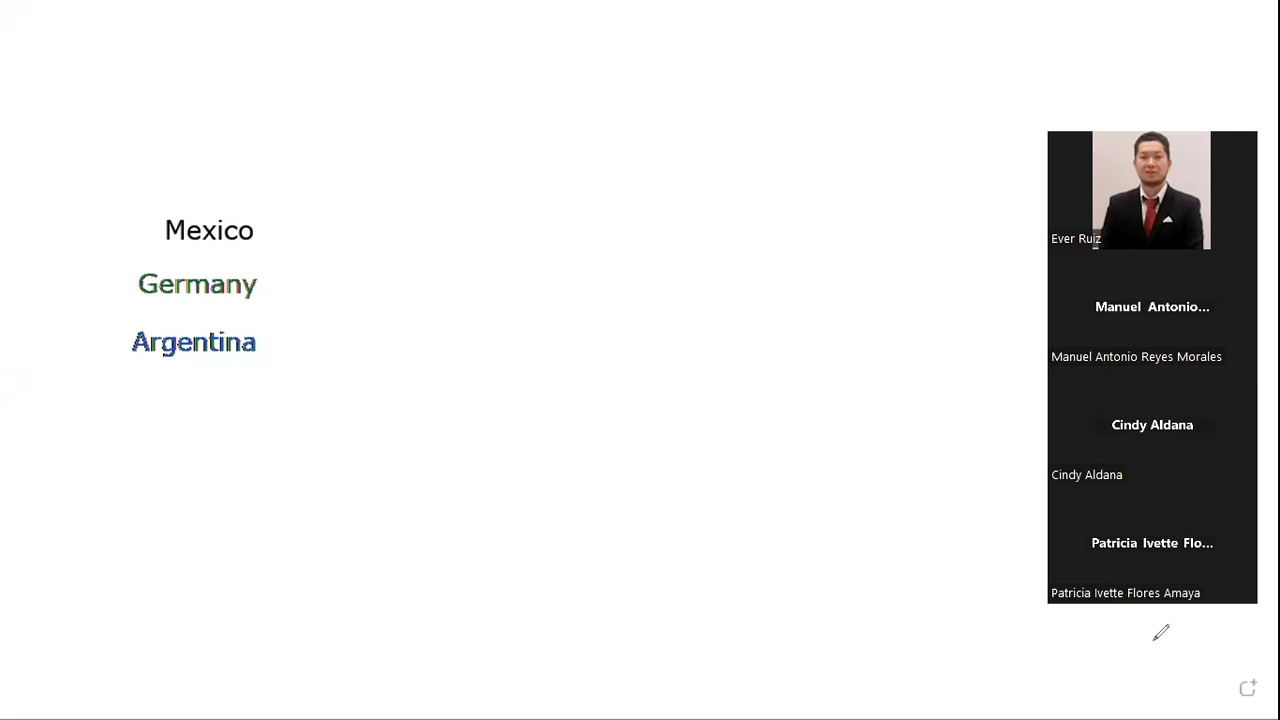 Mexico
Germany
Argentina
Ever Ruiz
Manuel Antonio...
Manuel Antonio Reyes Morales
Cindy Aldana
Cindy Aldana
Patricia Ivette Flo...
Patricia Ivette Flores Amaya